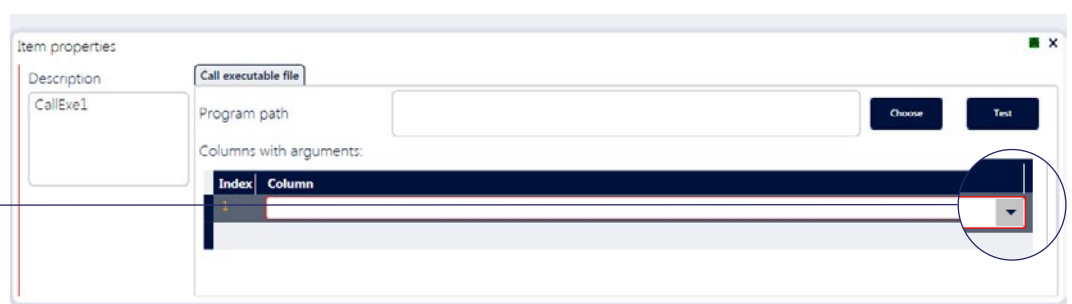 Item properties
Description
Call executable file
CallExe1
Program path
Choose
Test
Columns with arguments:
Index Column
1